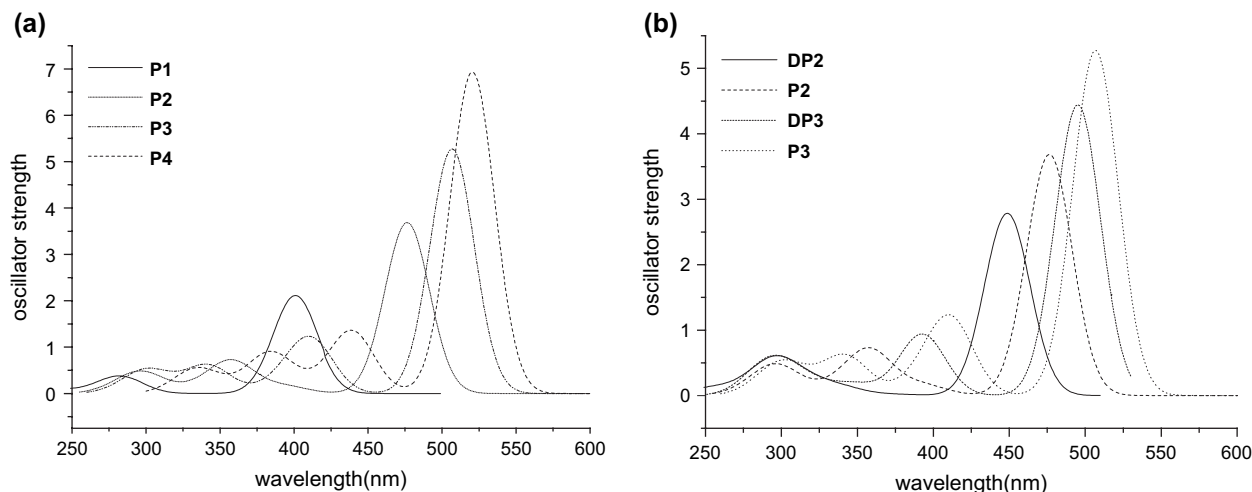 (a)
P1
P2
P3
P4
oscillator strength
7
6
5
4
3
2
1
0
250 300 350 400 450 500 550 600
wavelength(nm)
(b)
DP2
P2
DP3
P3
oscillator strength
5
4
3
2
1
0
250 300 350 400 450 500 550 600
wavelength(nm)